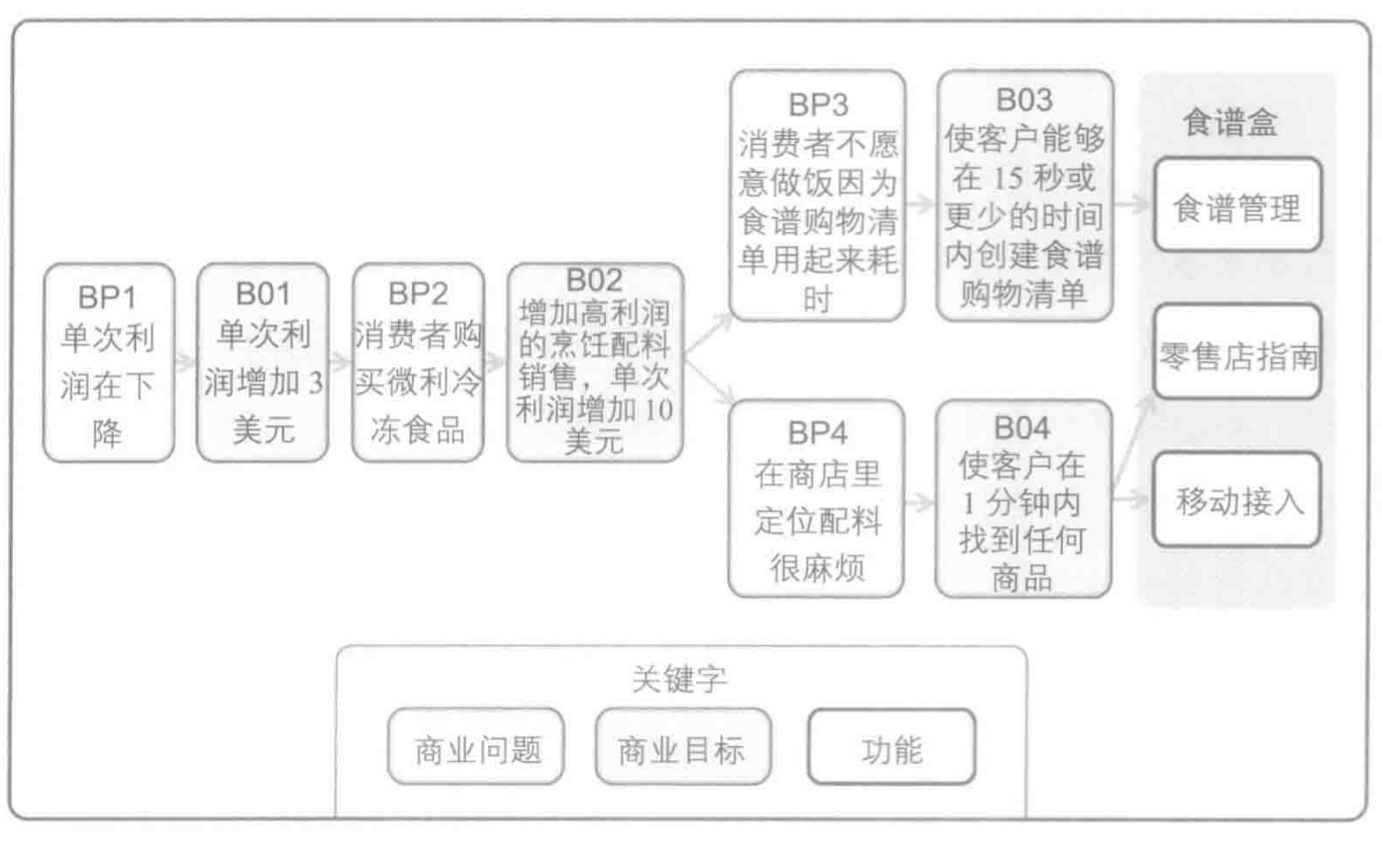 BP1
单次利
润在下
降
B01
单次利
润增加 3
美元
BP2
消费者购
买微利冷
冻食品
B02
增加高利润
的烹饪配料
销售，单次
利润增加 10
美元
BP3
消费者不愿
意做饭因为
食谱购物清
单用起来耗
时
B03
使客户能够
在 15 秒或
更少的时间
内创建食谱
购物清单
BP4
在商店里
定位配料
很麻烦
B04
使客户在
1 分钟内
找到任何
商品
食谱盒
食谱管理
零售店指南
移动接入
关键字
商业问题
商业目标
功能